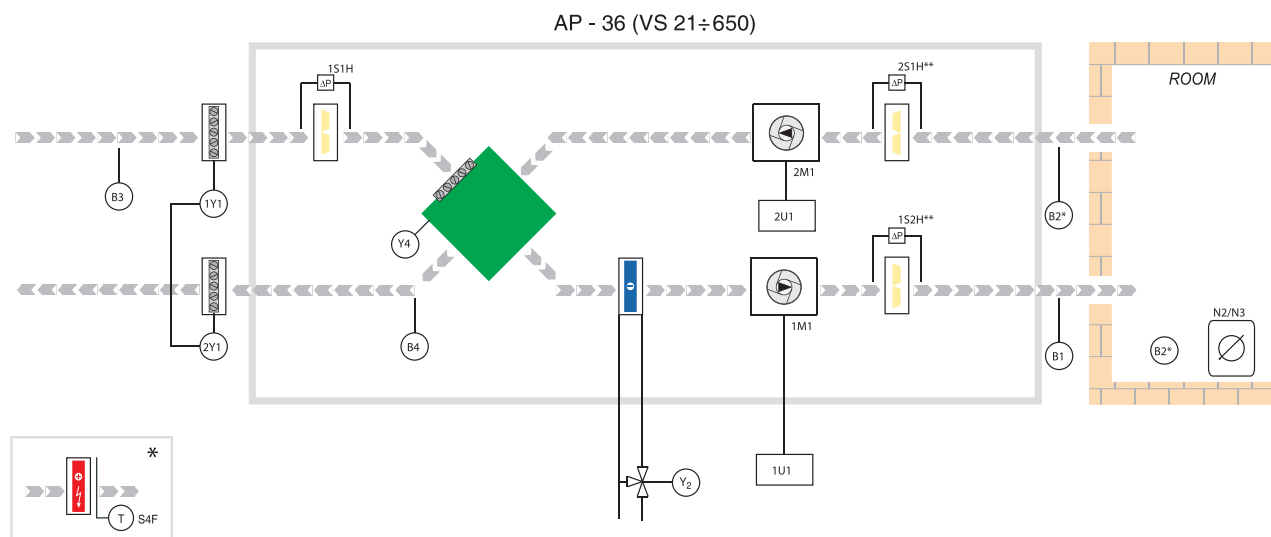 AP - 36 (VS 21÷650)
1S1H
ΔP
2S1H**
ΔP
ROOM
B3
1Y1
2M1
2U1
B2*
Y4
1S2H**
ΔP
2Y1
B4
1M1
B1
B2*
N2/N3
1U1
Y2
*
T
S4F